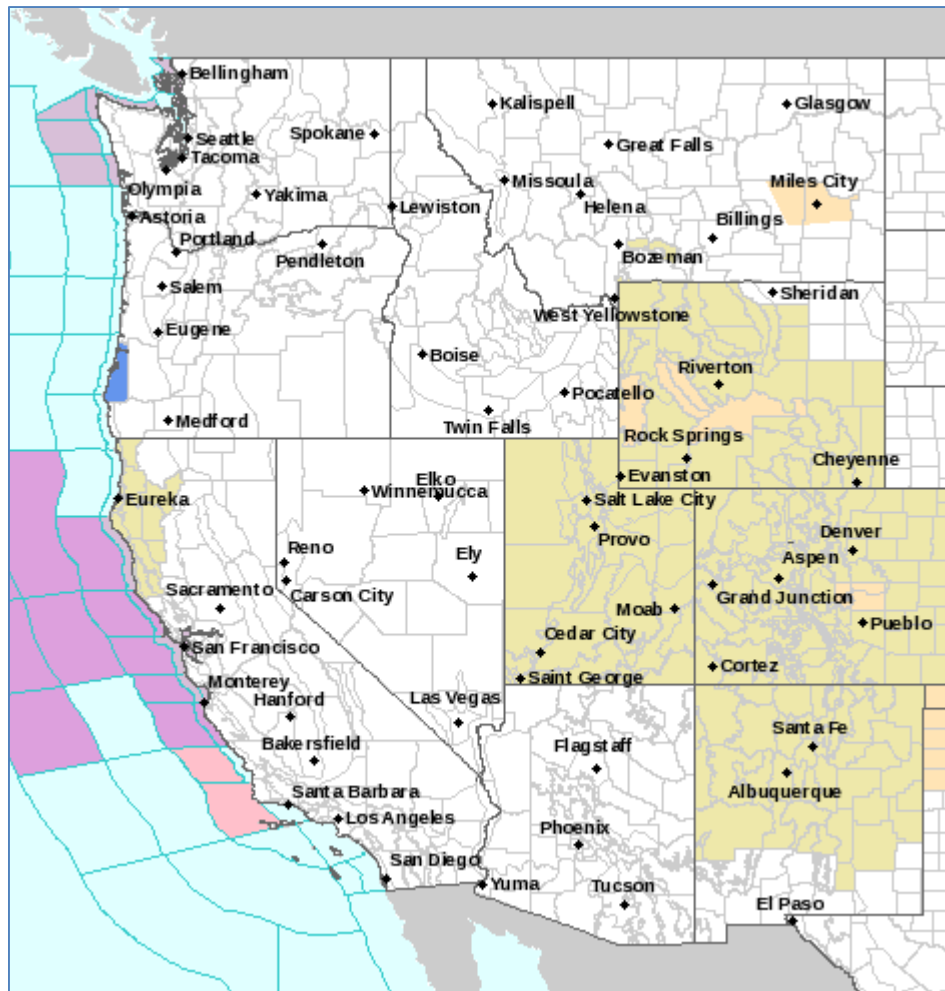 Bellingham
Kalispell
Glasgow
Seattle
Spokane
Great Falls
Tacoma
Missoula
Miles City
Olympia
Yakima
Helena
Lewiston
Astoria
Billings
Portland
Pendleton
Bozeman
Salem
Sheridan
West Yellowstone
Eugene
Boise
Riverton
Pocatello
Medford
Twin Falls
Rock Springs
Cheyenne
Elko
Evanston
Winnemucca
Eureka
Salt Lake City
Denver
Provo
Reno
Ely
Aspen
Sacramento
Carson City
Grand Junction
Moab
Pueblo
Cedar City
San Francisco
Cortez
Saint George
Monterey
Hanford
Las Vegas
Santa Fe
Bakersfield
Flagstaff
Albuquerque
Santa Barbara
Los Angeles
Phoenix
San Diego
Yuma
Tucson
El Paso